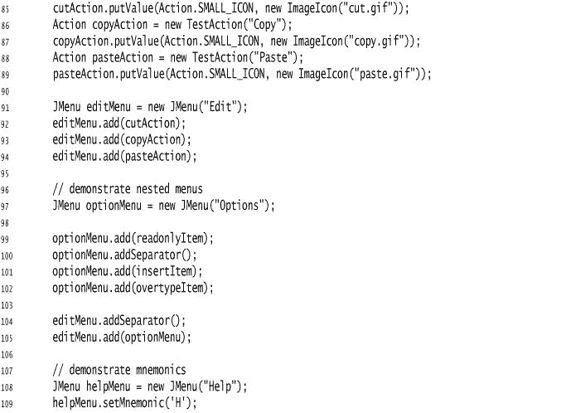 85 cutAction.putValue(Action.SMALL_ICON, new ImageIcon("cut.gif"));
86 Action copyAction = new TestAction("Copy");
87 copyAction.putValue(Action.SMALL_ICON, new ImageIcon("copy.gif"));
88 Action pasteAction = new TestAction("Paste");
89 pasteAction.putValue(Action.SMALL_ICON, new ImageIcon("paste.gif"));
90
91 JMenu editMenu = new JMenu("Edit");
92 editMenu.add(cutAction);
93 editMenu.add(copyAction);
94 editMenu.add(pasteAction);
95
96 // demonstrate nested menus
97 JMenu optionMenu = new JMenu("Options");
98
99 optionMenu.add(readonlyItem);
100 optionMenu.addSeparator();
101 optionMenu.add(insertItem);
102 optionMenu.add(overtypeItem);
103
104 editMenu.addSeparator();
105 editMenu.add(optionMenu);
106
107 // demonstrate mnemonics
108 JMenu helpMenu = new JMenu("Help");
109 helpMenu.setMnemonic('H');